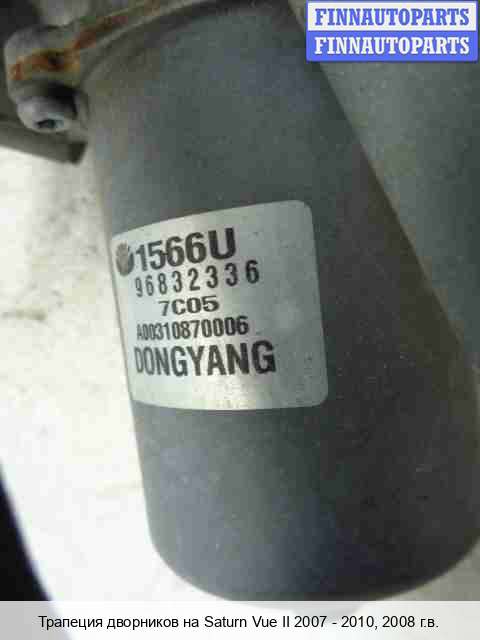 FINNAUTOPARTS
FINNAUTOPARTS
1566U
96832336
7C05
A00310870006
DONGYANG
Трапеция дворников на Saturn Vue II 2007 - 2010, 2008 г.в.